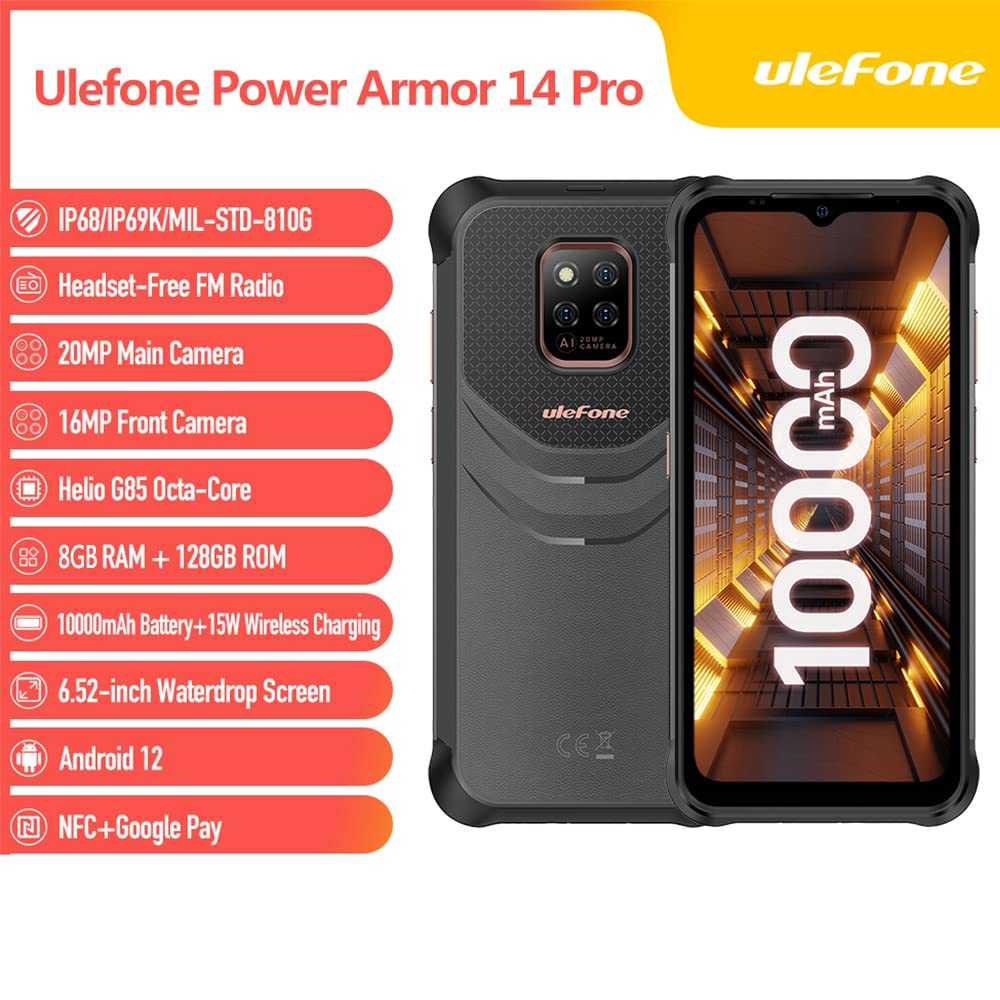 Ulefone Power Armor 14 Pro
uleFone
IP68/IP69K/MIL-STD-810G
Headset-Free FM Radio
20MP Main Camera
16MP Front Camera
Helio G85 Octa-Core
8GB RAM + 128GB ROM
10000mAh Battery+15W Wireless Charging
6.52-inch Waterdrop Screen
Android 12
NFC+Google Pay
AI 20MP
CAMERA
uleFone
CE
10000
mAh